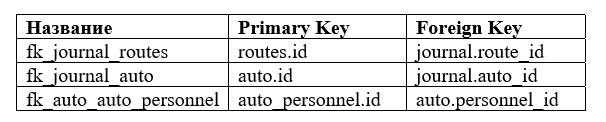 Название Primary Key Foreign Key
fk_journal_routes routes.id journal.route_id
fk_journal_auto auto.id journal.auto_id
fk_auto_auto_personnel auto_personnel.id auto.personnel_id